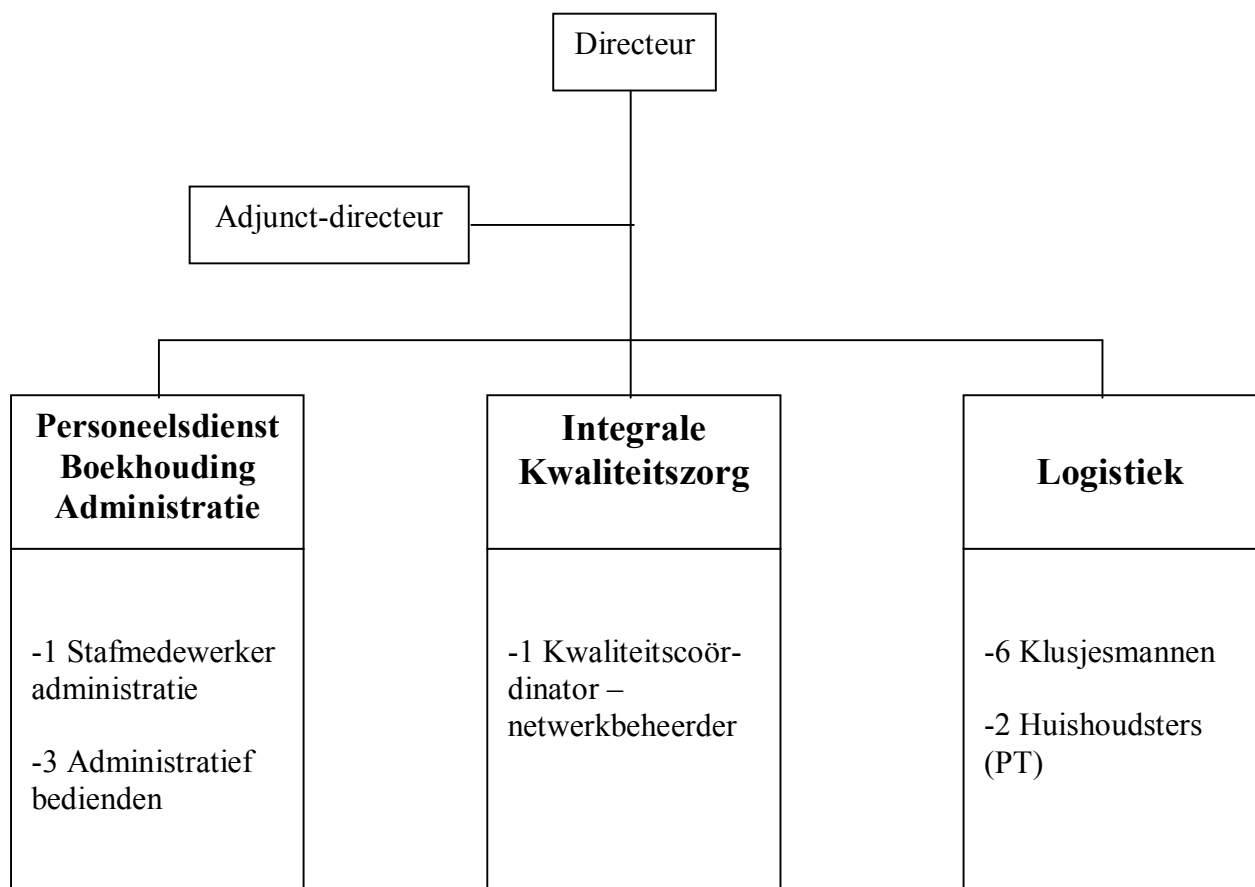 Directeur
Adjunct-directeur
Personeelsdienst
Boekhouding
Administratie
-1 Stafmedewerker
administratie
-3 Administratief
bedienden
Integrale
Kwaliteitszorg
-1 Kwaliteitscoör-
dinator –
netwerkbeheerder
Logistiek
-6 Klusjesmannen
-2 Huishoudsters
(PT)